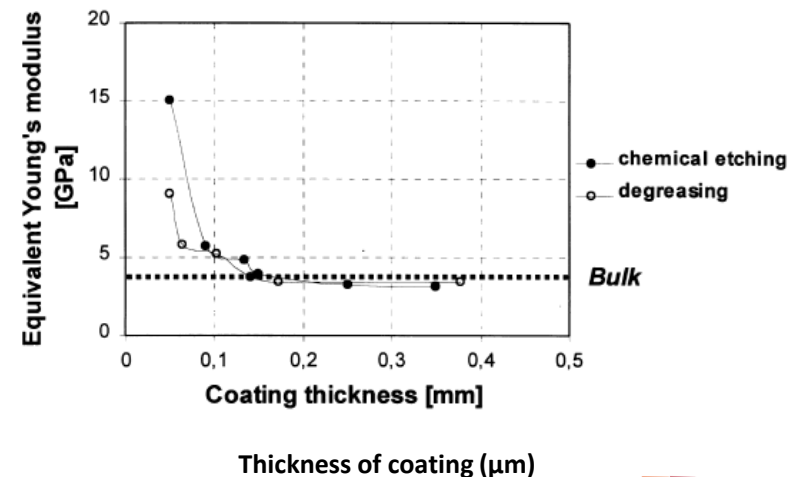 Equivalent Young's modulus
[GPa]
20
15
10
5
0
0
0,1
0,2
0,3
0,4
0,5
Coating thickness [mm]
chemical etching
degreasing
Bulk
Thickness of coating (µm)